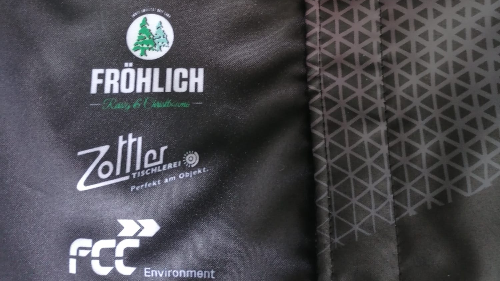 FRÖHLICH
Zottler
TISCHLEREI
Perfekt am Objekt.
FCC
Environment